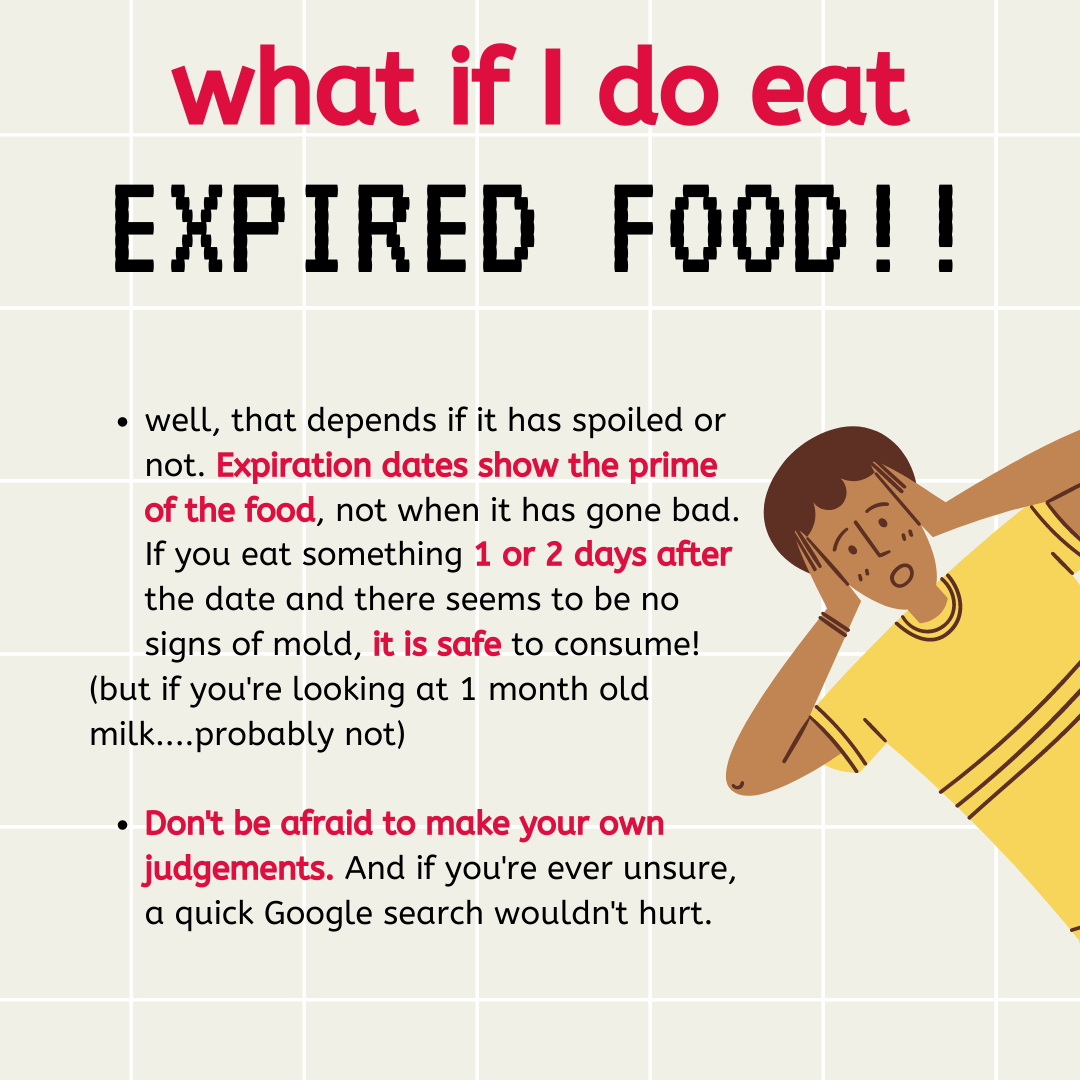 what if I do eat
EXPIRED FOOD!!
• well, that depends if it has spoiled or
not. Expiration dates show the prime
of the food, not when it has gone bad.
If you eat something 1 or 2 days after
the date and there seems to be no
signs of mold, it is safe to consume!
(but if you're looking at 1 month old
milk....probably not)
• Don't be afraid to make your own
judgements. And if you're ever unsure,
a quick Google search wouldn't hurt.